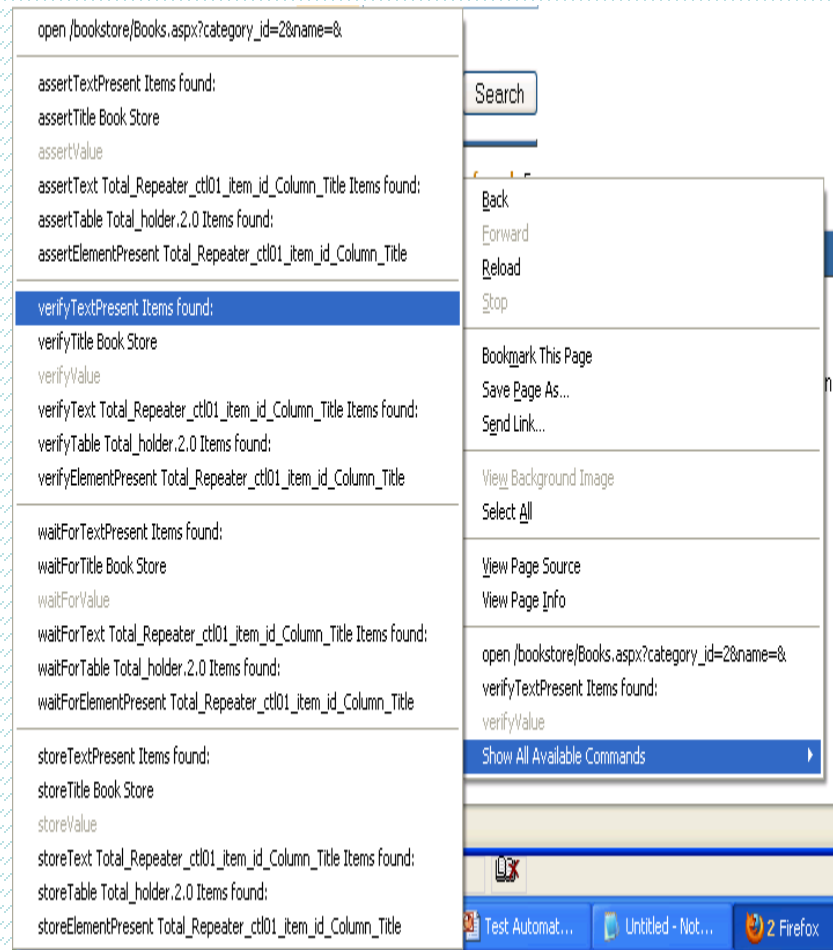 open /bookstore/Books.aspx?category_id=2&name=&
assertTextPresent Items found:
assertTitle Book Store
assertValue
assertText Total_Repeater_ctl01_item_id_Column_Title Items found:
assertTable Total_holder.2.0 Items found:
assertElementPresent Total_Repeater_ctl01_item_id_Column_Title
verifyTextPresent Items found:
verifyTitle Book Store
verifyValue
verifyText Total_Repeater_ctl01_item_id_Column_Title Items found:
verifyTable Total_holder.2.0 Items found:
verifyElementPresent Total_Repeater_ctl01_item_id_Column_Title
waitForTextPresent Items found:
waitForTitle Book Store
waitForValue
waitForText Total_Repeater_ctl01_item_id_Column_Title Items found:
waitForTable Total_holder.2.0 Items found:
waitForElementPresent Total_Repeater_ctl01_item_id_Column_Title
storeTextPresent Items found:
storeTitle Book Store
storeValue
storeText Total_Repeater_ctl01_item_id_Column_Title Items found:
storeTable Total_holder.2.0 Items found:
storeElementPresent Total_Repeater_ctl01_item_id_Column_Title
Search
Back
Forward
Reload
Stop
Bookmark This Page
Save Page As...
Send Link...
View Background Image
Select All
View Page Source
View Page Info
open /bookstore/Books.aspx?category_id=2&name=&
verifyTextPresent Items found:
verifyValue
Show All Available Commands
Test Automat...
Untitled - Not...
2 Firefox